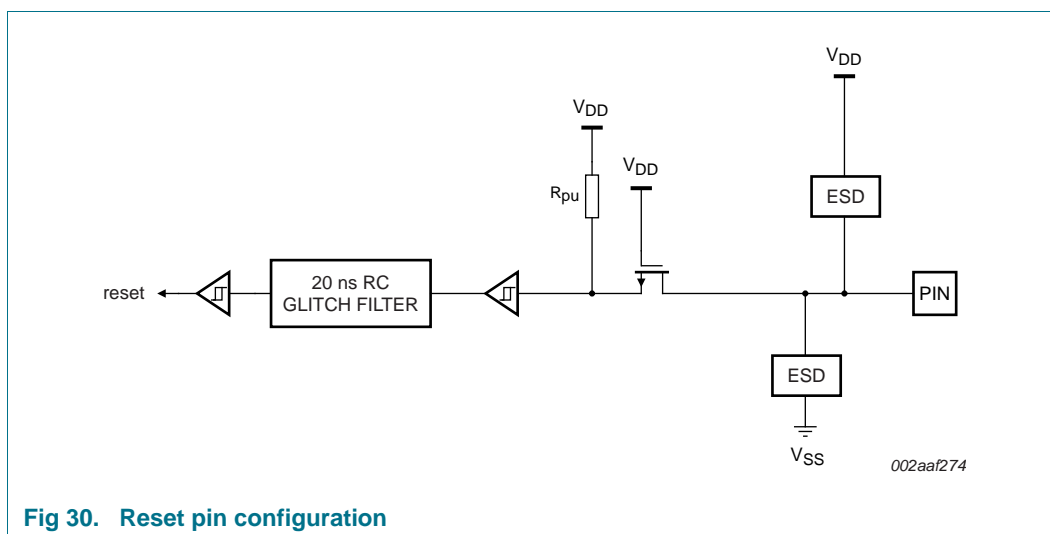 VDD
VDD
VDD
Rpu
ESD
reset
20 ns RC
GLITCH FILTER
PIN
ESD
VSS
002aaf274
Fig 30. Reset pin configuration